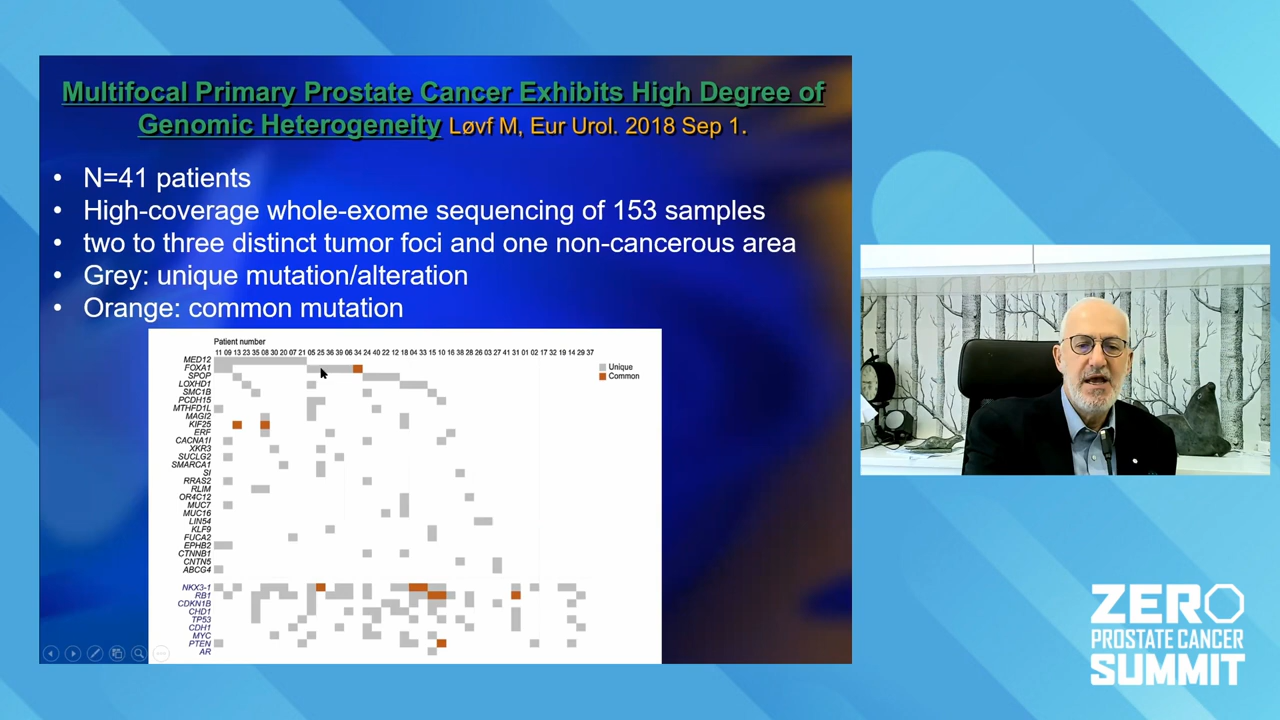 Multifocal Primary Prostate Cancer Exhibits High Degree of
Genomic Heterogeneity Løvf M, Eur Urol. 2018 Sep 1.
• N=41 patients
• High-coverage whole-exome sequencing of 153 samples
• two to three distinct tumor foci and one non-cancerous area
• Grey: unique mutation/alteration
• Orange: common mutation
Patient number
11 09 13 23 35 08 30 20 07 21 05 25 36 39 06 34 24 40 22 12 18 04 33 15 10 16 38 28 26 03 27 41 31 01 02 17 32 19 14 29 37
MED12
FOXA1
SPOP
LOXHD1
SMC1B
PCDH15
MTHFD1L
MAGI2
KIF25
ERF
CACNA1I
XKR3
SUCLG2
SMARCA1
SI
RRAS2
RLIM
OR4C12
MUC7
MUC16
LIN54
KLF9
FUCA2
EPHB2
CTNNB1
CNTN5
ABCG4
Unique
Common
NKX3-1
RB1
CDKN1B
CHD1
TP53
CDH1
MYC
PTEN
AR
ZERO
PROSTATE CANCER
SUMMIT